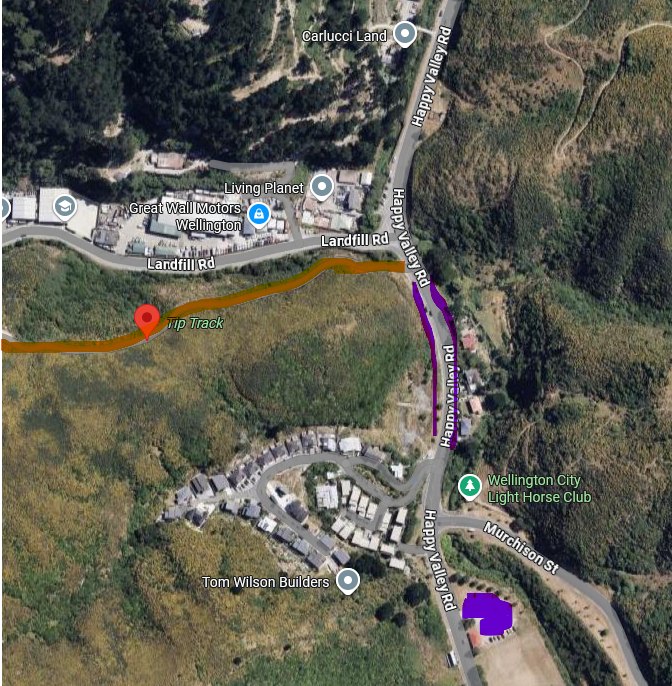 Carlucci Land
Happy Valley Rd
Living Planet
Great Wall Motors
Wellington
Happy Valley Rd
Landfill Rd
Landfill Rd
Tip Track
Happy Valley Rd
Wellington City
Light Horse Club
Happy Valley Rd
Murchison St
Tom Wilson Builders